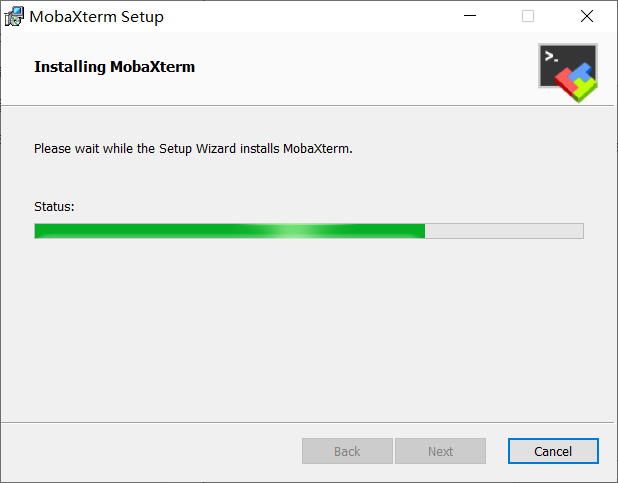 MobaXterm Setup
Installing MobaXterm
>.
Please wait while the Setup Wizard installs MobaXterm.
Status:
Back
Next
Cancel